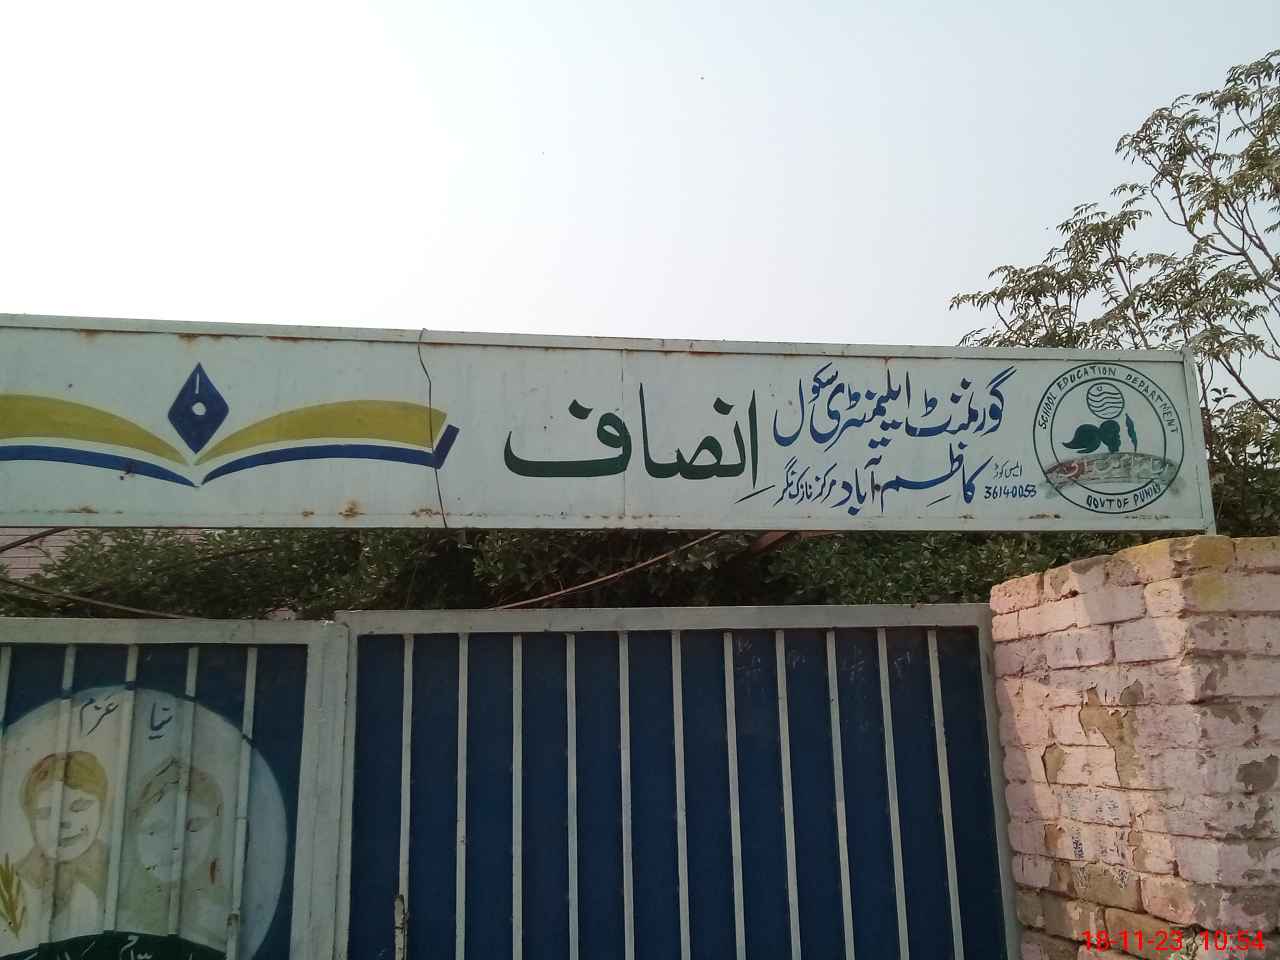 SCHOOL EDUCATION DEPARTMENT
GOVT OF PUNJAB
گورنمنٹ ایلیمنٹری سکول
ایس کوڈ
36140053
کاظم آباد مرکز نازک نگر
اِنصاف
نیا عزم
18-11-23 10:54